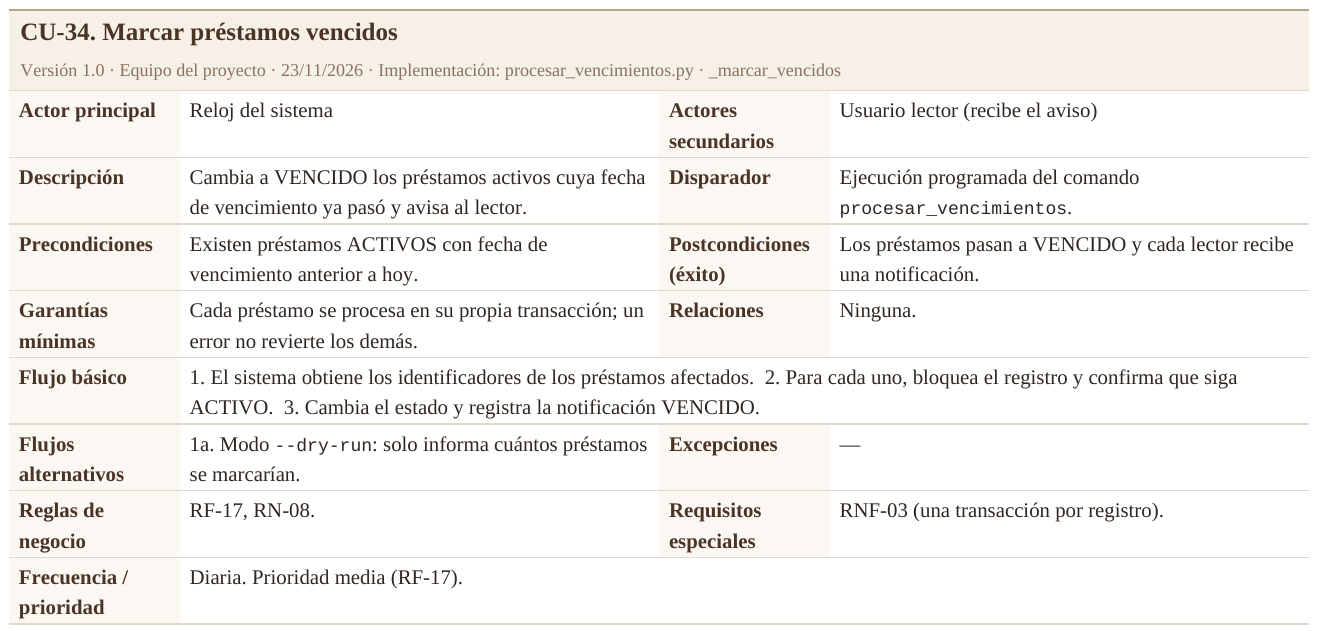 CU-34. Marcar préstamos vencidos
Versión 1.0 · Equipo del proyecto · 23/11/2026 · Implementación: procesar_vencimientos.py · _marcar_vencidos
Actor principal
Reloj del sistema
Actores
secundarios
Usuario lector (recibe el aviso)
Descripción
Cambia a VENCIDO los préstamos activos cuya fecha
de vencimiento ya pasó y avisa al lector.
Disparador
Ejecución programada del comando
procesar_vencimientos.
Precondiciones
Existen préstamos ACTIVOS con fecha de
vencimiento anterior a hoy.
Postcondiciones
(éxito)
Los préstamos pasan a VENCIDO y cada lector recibe
una notificación.
Garantías
mínimas
Cada préstamo se procesa en su propia transacción; un
error no revierte los demás.
Relaciones
Ninguna.
Flujo básico
1. El sistema obtiene los identificadores de los préstamos afectados. 2. Para cada uno, bloquea el registro y confirma que siga
ACTIVO. 3. Cambia el estado y registra la notificación VENCIDO.
Flujos
alternativos
1a. Modo --dry-run: solo informa cuántos préstamos
se marcarían.
Excepciones
—
Reglas de
negocio
RF-17, RN-08.
Requisitos
especiales
RNF-03 (una transacción por registro).
Frecuencia /
prioridad
Diaria. Prioridad media (RF-17).